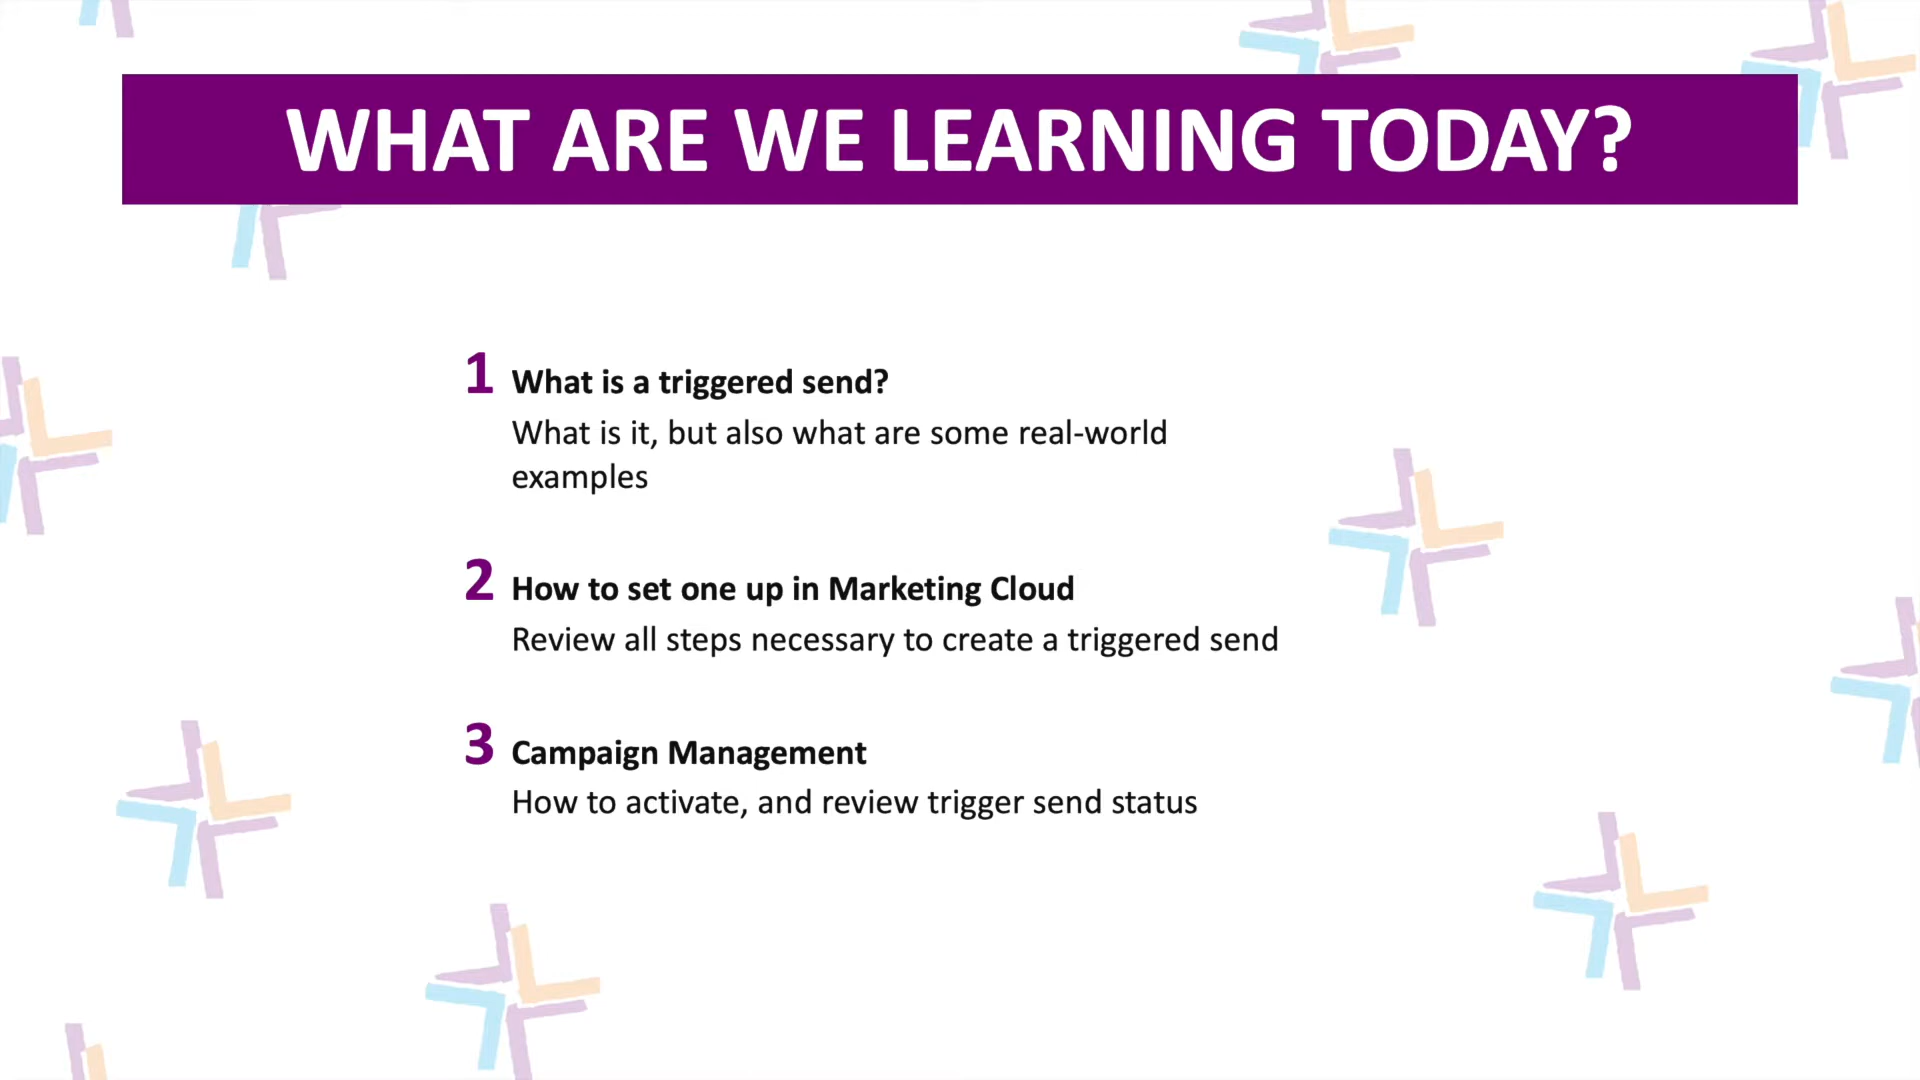 WHAT ARE WE LEARNING TODAY?
1 What is a triggered send?
What is it, but also what are some real-world
examples
2 How to set one up in Marketing Cloud
Review all steps necessary to create a triggered send
3 Campaign Management
How to activate, and review trigger send status